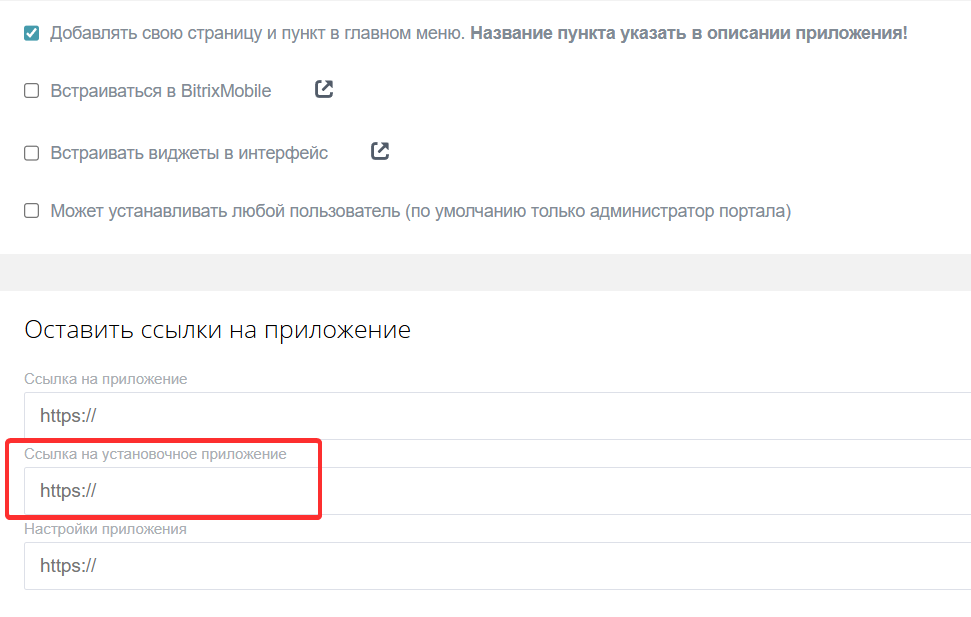 Добавлять свою страницу и пункт в главном меню. Название пункта указать в описании приложения!
Встраиваться в BitrixMobile
Встраивать виджеты в интерфейс
Может устанавливать любой пользователь (по умолчанию только администратор портала)
Оставить ссылки на приложение
Ссылка на приложение
https://
Ссылка на установочное приложение
https://
Настройки приложения
https://